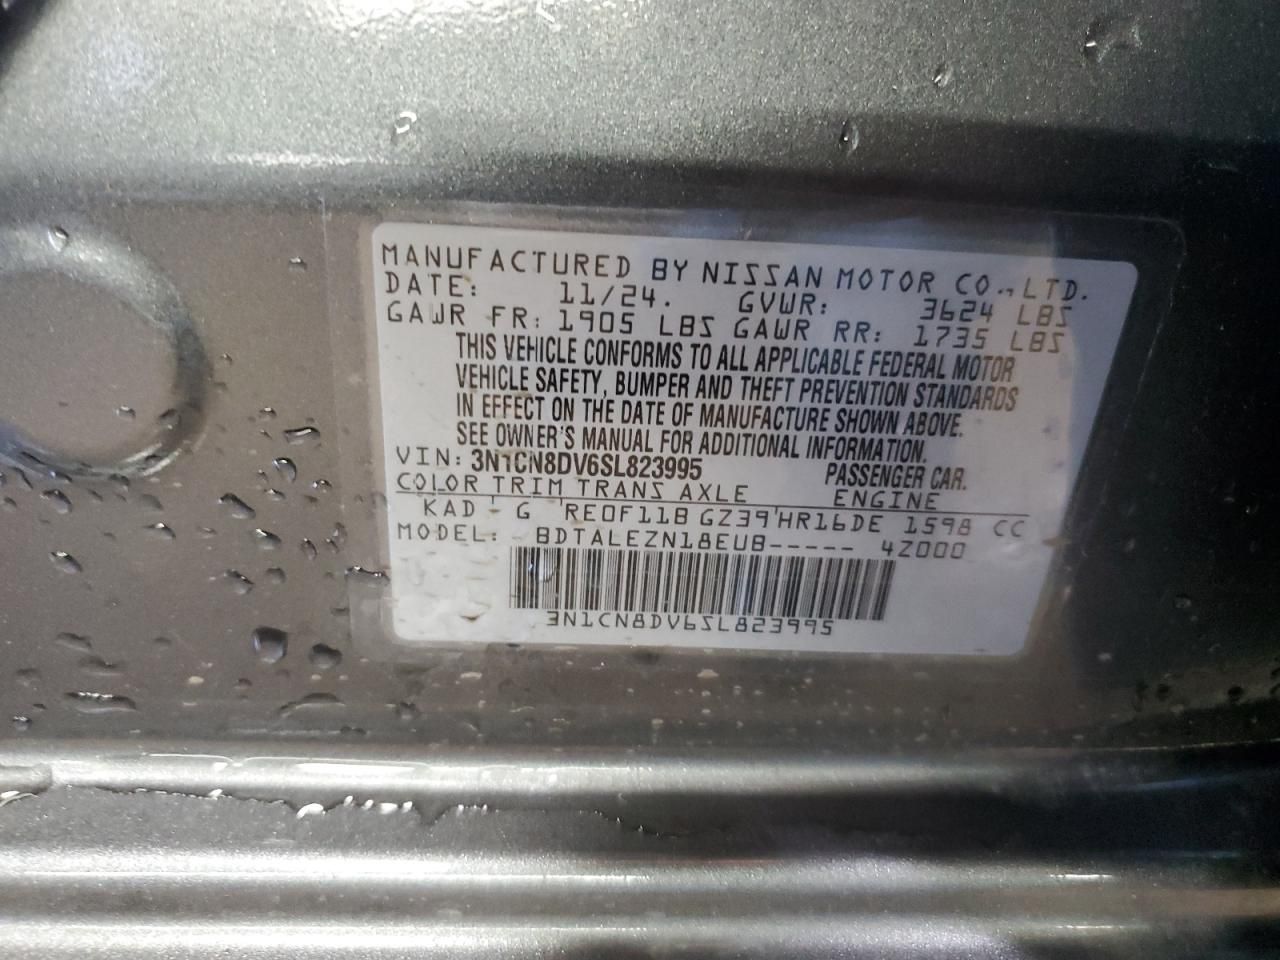 MANUFACTURED BY NISSAN MOTOR CO., LTD.
DATE: 11/24. GVWR: 3624 LBS
GAWR FR: 1905 LBS GAWR RR: 1735 LBS
THIS VEHICLE CONFORMS TO ALL APPLICABLE FEDERAL MOTOR
VEHICLE SAFETY, BUMPER AND THEFT PREVENTION STANDARDS
IN EFFECT ON THE DATE OF MANUFACTURE SHOWN ABOVE.
SEE OWNER'S MANUAL FOR ADDITIONAL INFORMATION.
VIN: 3N1CN8DV6SL823995 PASSENGER CAR.
COLOR TRIM TRANS AXLE ENGINE
KAD G RE0F11B GZ39 HR16DE 1598 CC
MODEL: BDTALEZN18EUB----- 4Z000
3N1CN8DV6SL823995